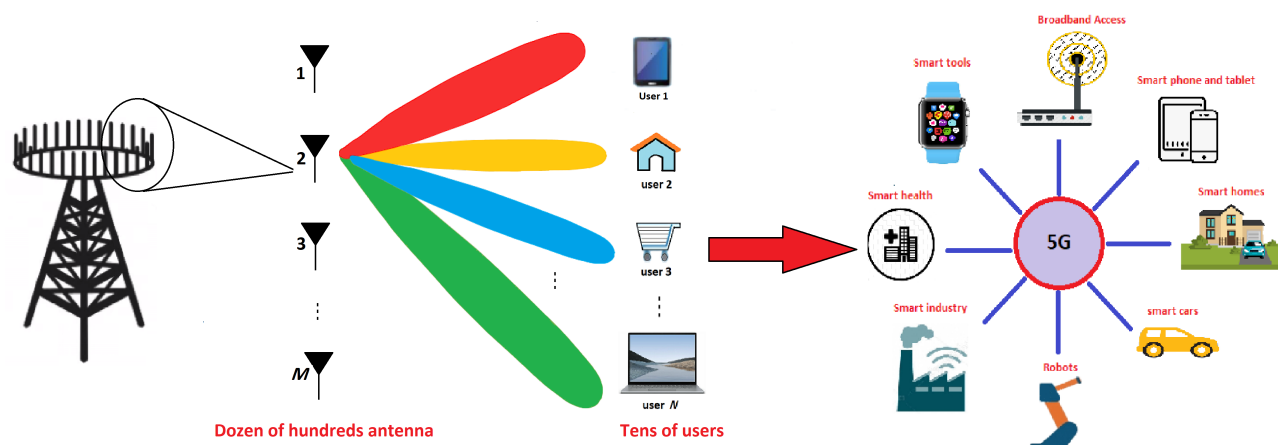 1
2
3
M
User 1
user 2
user 3
user N
Dozen of hundreds antenna
Tens of users
Broadband Access
Smart tools
Smart phone and tablet
Smart health
Smart homes
5G
Smart industry
smart cars
Robots